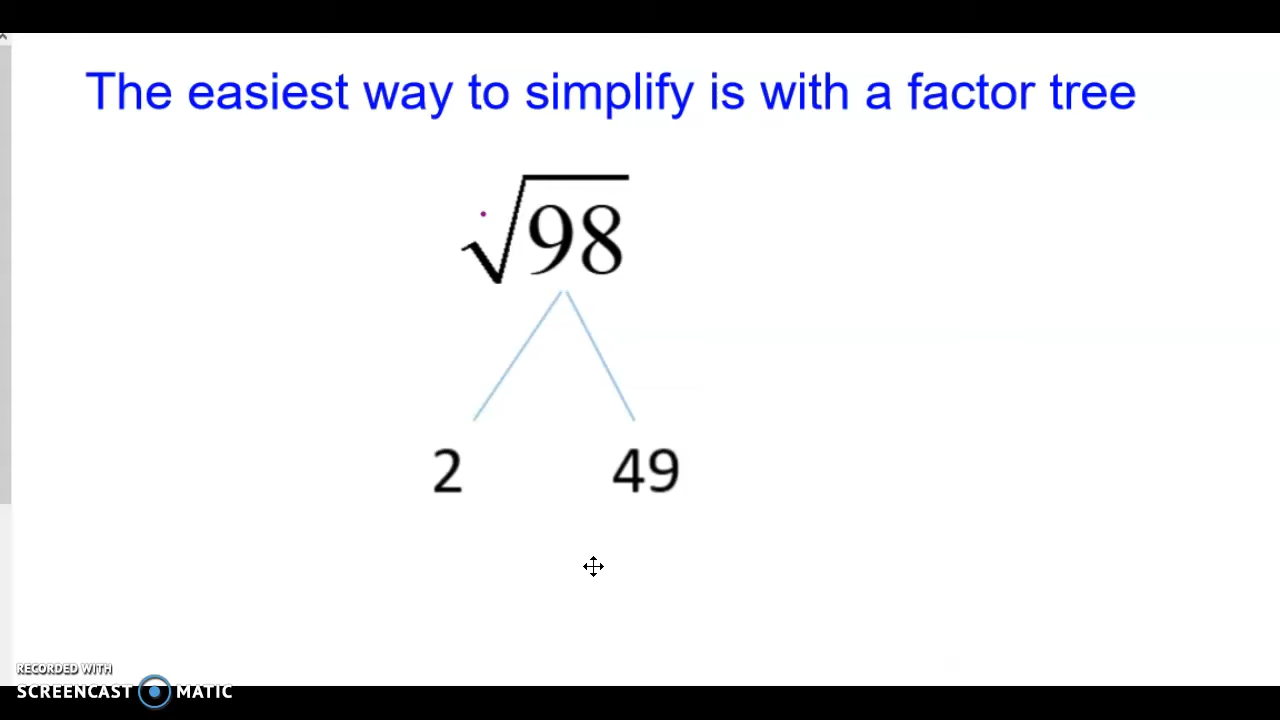 The easiest way to simplify is with a factor tree
√98
2 49
RECORDED WITH
SCREENCAST MATIC